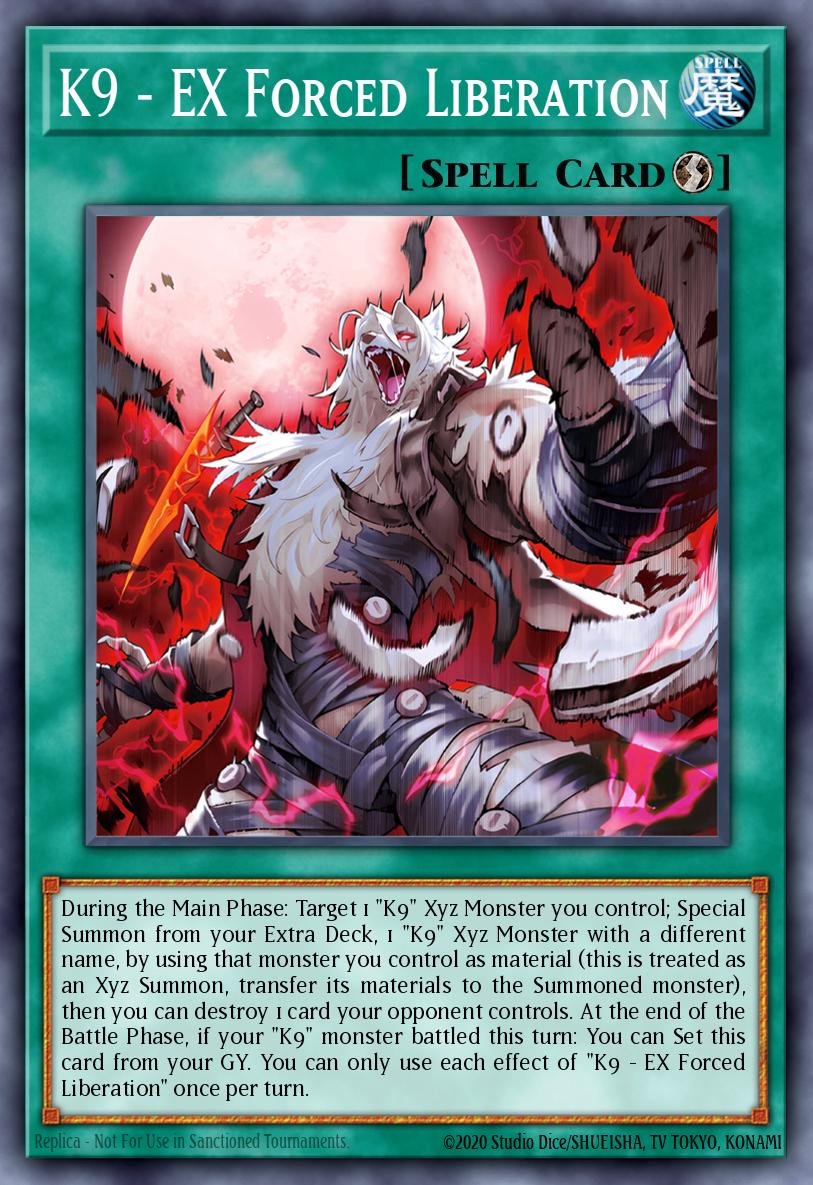 K9 - EX Forced Liberation
SPELL
魔
[Spell Card]
During the Main Phase: Target 1 "K9" Xyz Monster you control; Special
Summon from your Extra Deck, 1 "K9" Xyz Monster with a different
name, by using that monster you control as material (this is treated as
an Xyz Summon, transfer its materials to the Summoned monster),
then you can destroy 1 card your opponent controls. At the end of the
Battle Phase, if your "K9" monster battled this turn: You can Set this
card from your GY. You can only use each effect of "K9 - EX Forced
Liberation" once per turn.
Replica - Not For Use in Sanctioned Tournaments.
©2020 Studio Dice/SHUEISHA, TV TOKYO, KONAMI